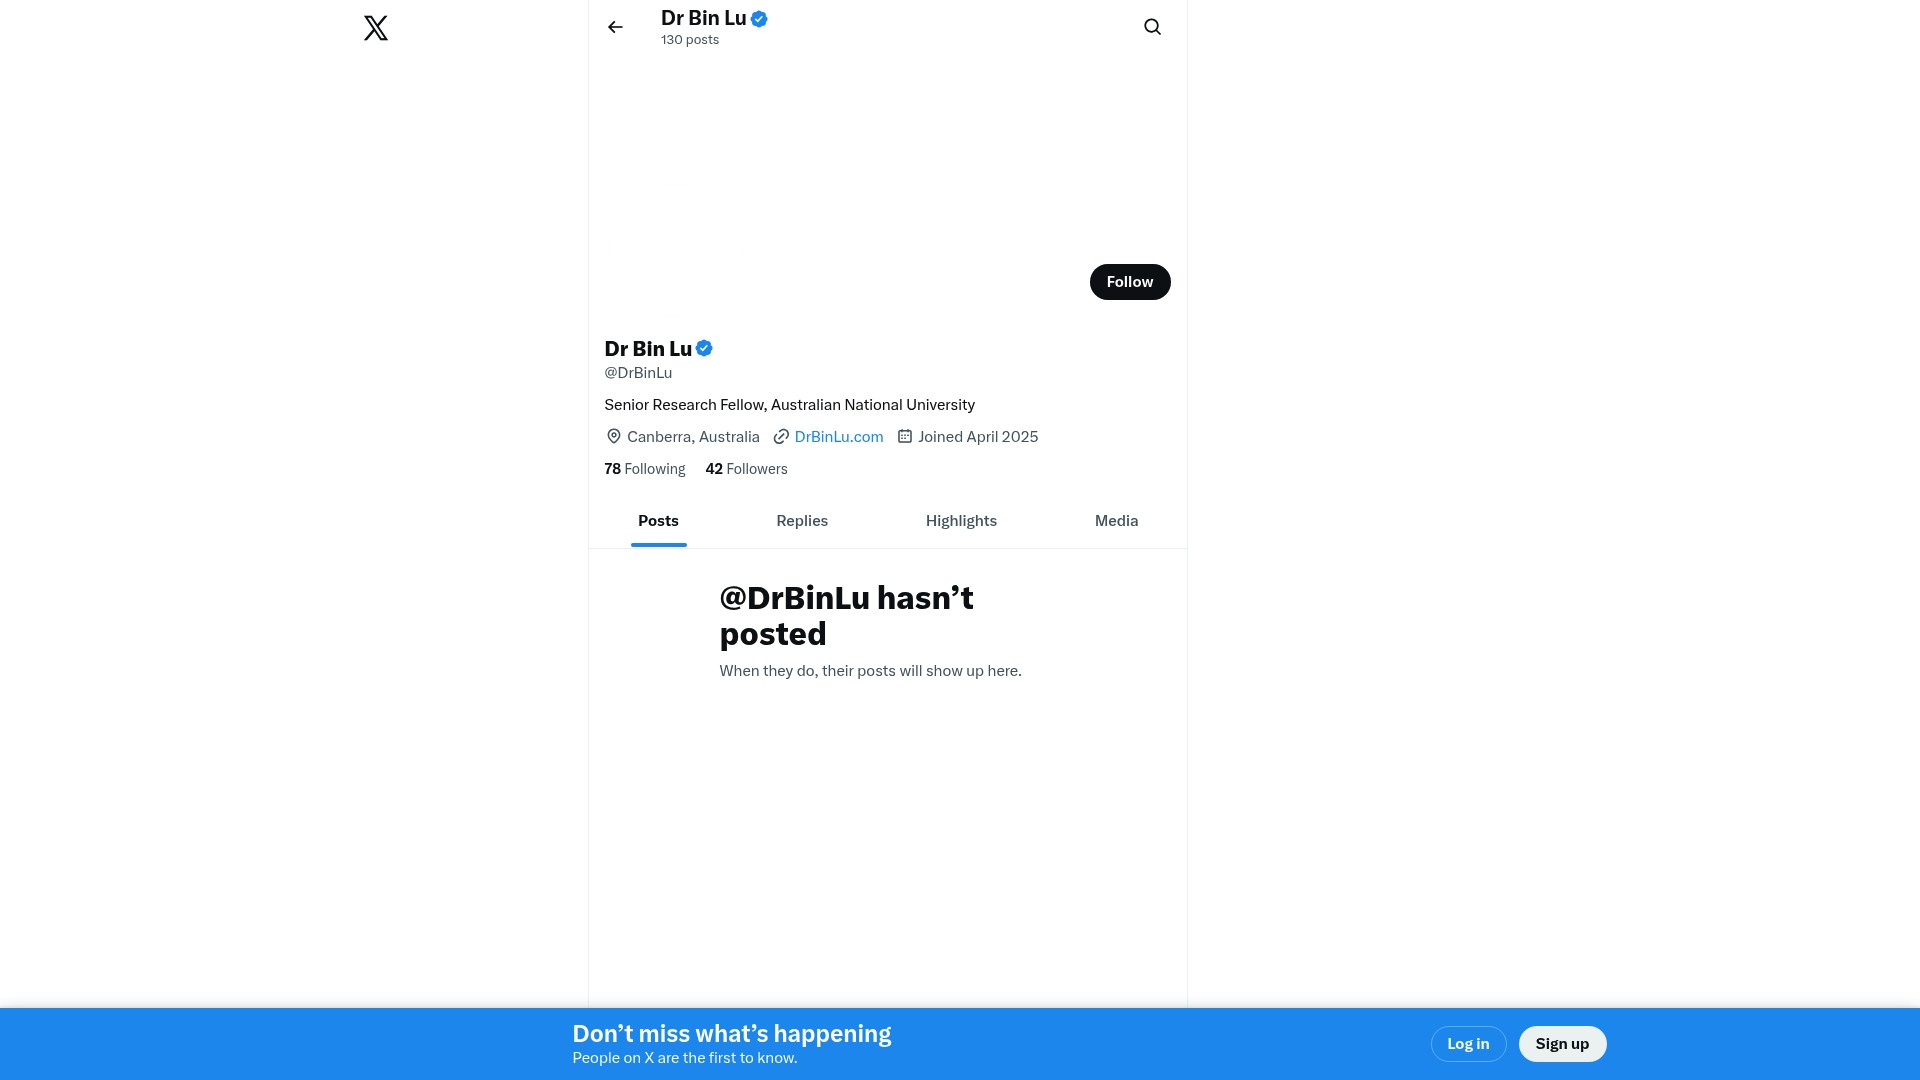 Dr Bin Lu
130 posts
Follow
Dr Bin Lu
@DrBinLu
Senior Research Fellow, Australian National University
Canberra, Australia DrBinLu.com Joined April 2025
78 Following 42 Followers
Posts Replies Highlights Media
@DrBinLu hasn’t
posted
When they do, their posts will show up here.
Don’t miss what’s happening
People on X are the first to know.
Log in Sign up